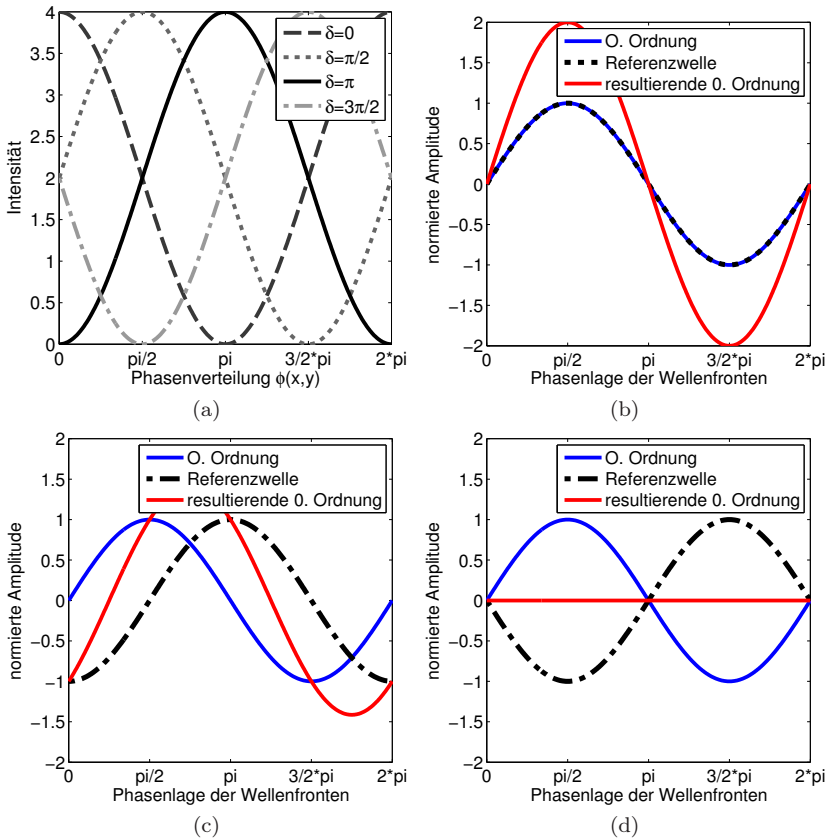 4
3.5
3
2.5
2
1.5
1
0.5
0
Intensität
δ=0
δ=π/2
δ=π
δ=3π/2
0 pi/2 pi 3/2*pi 2*pi
Phasenverteilung ϕ(x,y)
(a)
2
1.5
1
0.5
0
−0.5
−1
−1.5
−2
normierte Amplitude
O. Ordnung
Referenzwelle
resultierende 0. Ordnung
0 pi/2 pi 3/2*pi 2*pi
Phasenlage der Wellenfronten
(b)
2
1.5
1
0.5
0
−0.5
−1
−1.5
−2
normierte Amplitude
O. Ordnung
Referenzwelle
resultierende 0. Ordnung
0 pi/2 pi 3/2*pi 2*pi
Phasenlage der Wellenfronten
(c)
2
1.5
1
0.5
0
−0.5
−1
−1.5
−2
normierte Amplitude
O. Ordnung
Referenzwelle
resultierende 0. Ordnung
0 pi/2 pi 3/2*pi 2*pi
Phasenlage der Wellenfronten
(d)